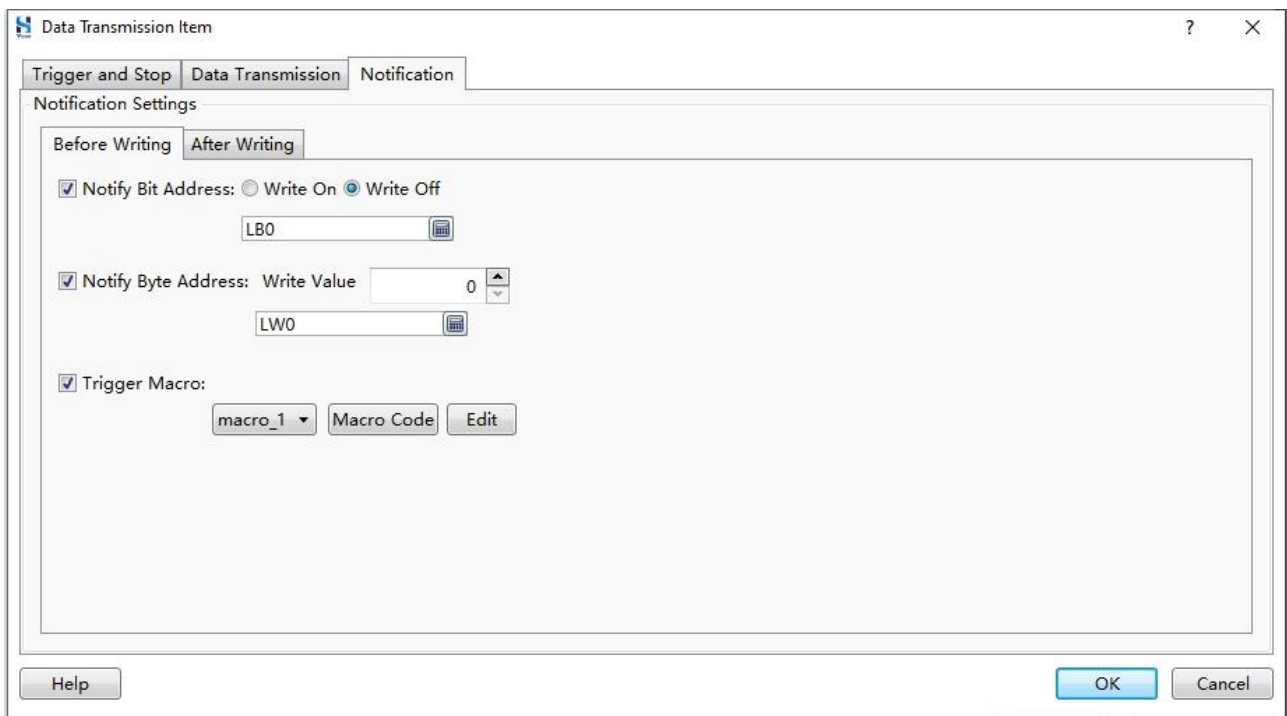 Data Transmission Item
Trigger and Stop Data Transmission Notification
Notification Settings
Before Writing After Writing
Notify Bit Address: Write On Write Off
LB0
Notify Byte Address: Write Value 0
LW0
Trigger Macro:
macro_1 Macro Code Edit
Help OK Cancel